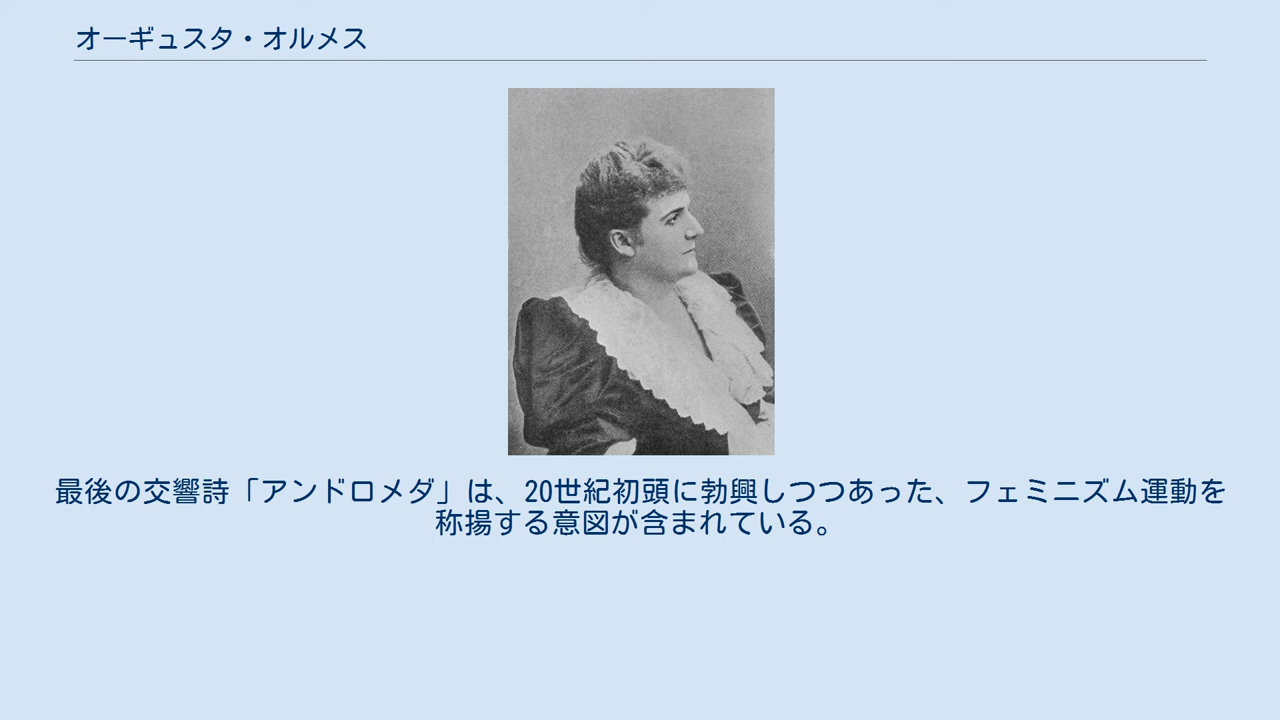 オーギュスタ・オルメス
最後の交響詩「アンドロメダ」は、20世紀初頭に勃興しつつあった、フェミニズム運動を
称揚する意図が含まれている。